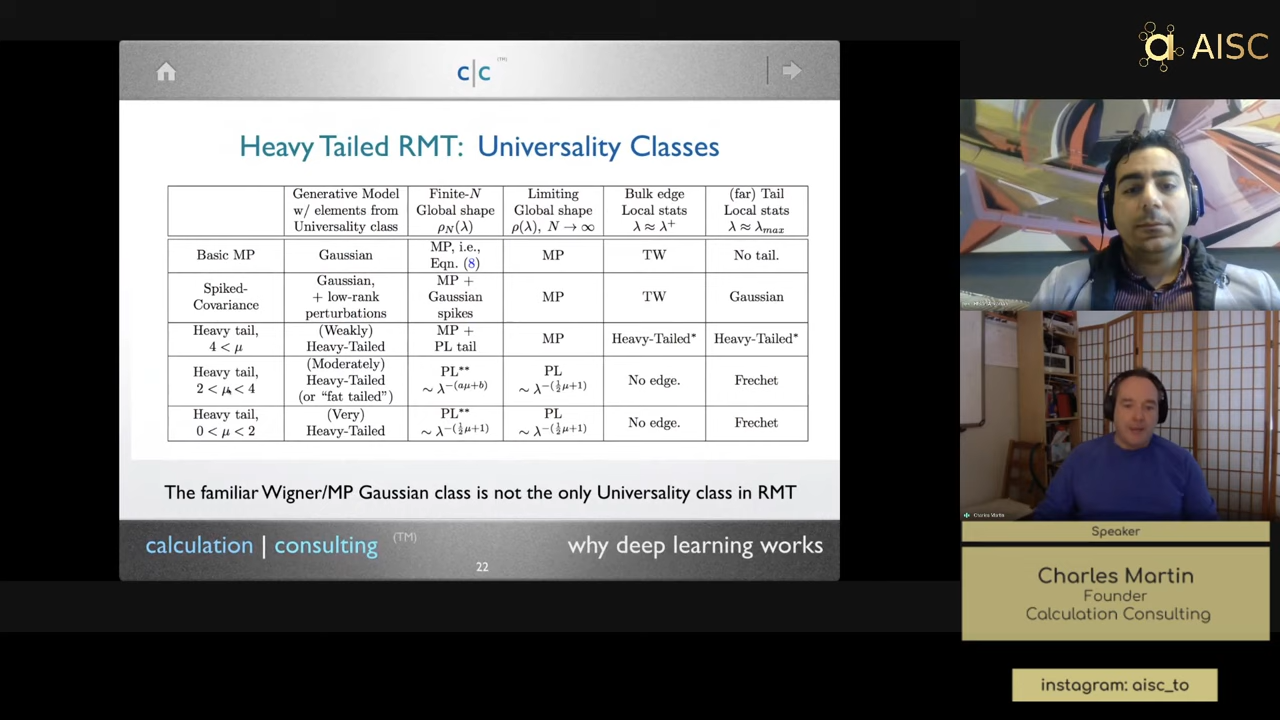 AISC
c|c (TM)
Heavy Tailed RMT: Universality Classes
Generative Model w/ elements from Universality class
Finite-N Global shape ρN(λ)
Limiting Global shape ρ(λ), N → ∞
Bulk edge Local stats λ ≈ λ⁺
(far) Tail Local stats λ ≈ λmax
Basic MP
Gaussian
MP, i.e., Eqn. (8)
MP
TW
No tail.
Spiked-Covariance
Gaussian, + low-rank perturbations
MP + Gaussian spikes
MP
TW
Gaussian
Heavy tail, 4 < μ
(Weakly) Heavy-Tailed
MP + PL tail
MP
Heavy-Tailed*
Heavy-Tailed*
Heavy tail, 2 < μ < 4
(Moderately) Heavy-Tailed (or “fat tailed”)
PL** ∼ λ^−(aμ+b)
PL ∼ λ^−(½μ+1)
No edge.
Frechet
Heavy tail, 0 < μ < 2
(Very) Heavy-Tailed
PL** ∼ λ^−(½μ+1)
PL ∼ λ^−(½μ+1)
No edge.
Frechet
The familiar Wigner/MP Gaussian class is not the only Universality class in RMT
calculation | consulting (TM)
why deep learning works
22
Charles Martin
Speaker
Charles Martin
Founder
Calculation Consulting
instagram: aisc_to